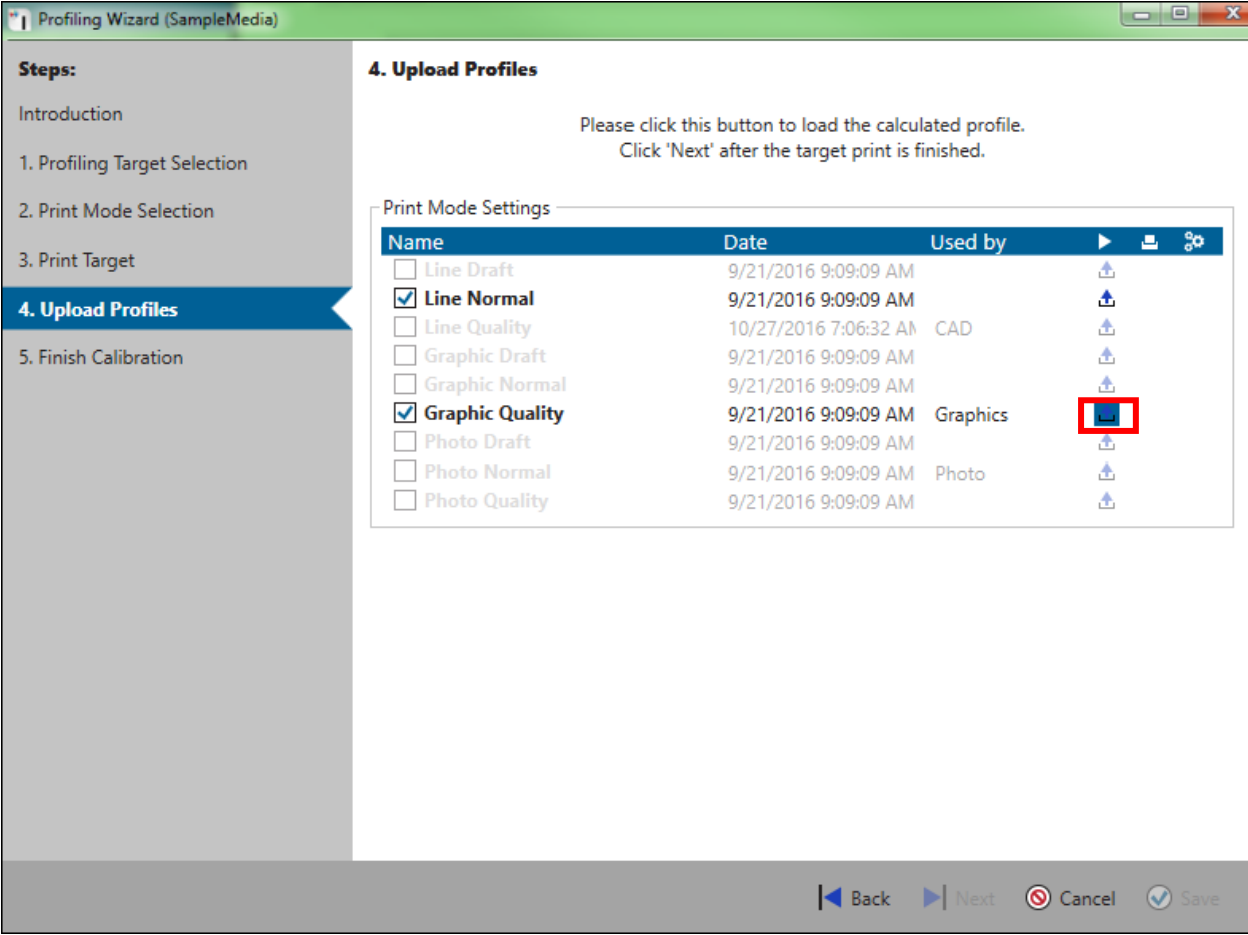 Profiling Wizard (SampleMedia)
Steps:
Introduction
1. Profiling Target Selection
2. Print Mode Selection
3. Print Target
4. Upload Profiles
5. Finish Calibration
4. Upload Profiles
Please click this button to load the calculated profile.
Click 'Next' after the target print is finished.
Print Mode Settings
Name Date Used by
Line Draft 9/21/2016 9:09:09 AM
Line Normal 9/21/2016 9:09:09 AM
Line Quality 10/27/2016 7:06:32 AM CAD
Graphic Draft 9/21/2016 9:09:09 AM
Graphic Normal 9/21/2016 9:09:09 AM
Graphic Quality 9/21/2016 9:09:09 AM Graphics
Photo Draft 9/21/2016 9:09:09 AM
Photo Normal 9/21/2016 9:09:09 AM Photo
Photo Quality 9/21/2016 9:09:09 AM
Back Next Cancel Save